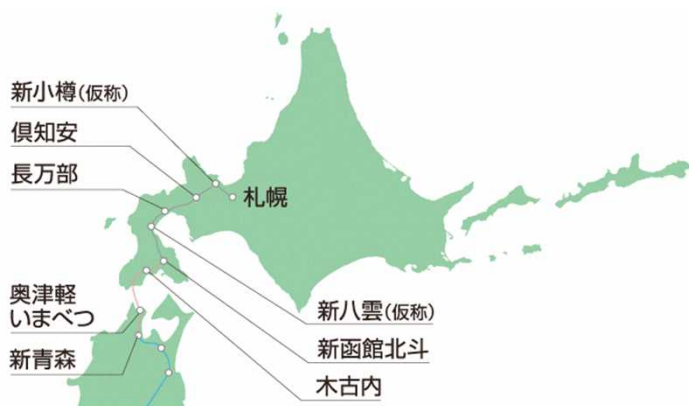 新小樽(仮称)
倶知安
長万部
札幌
奥津軽
いまべつ
新青森
新八雲(仮称)
新函館北斗
木古内